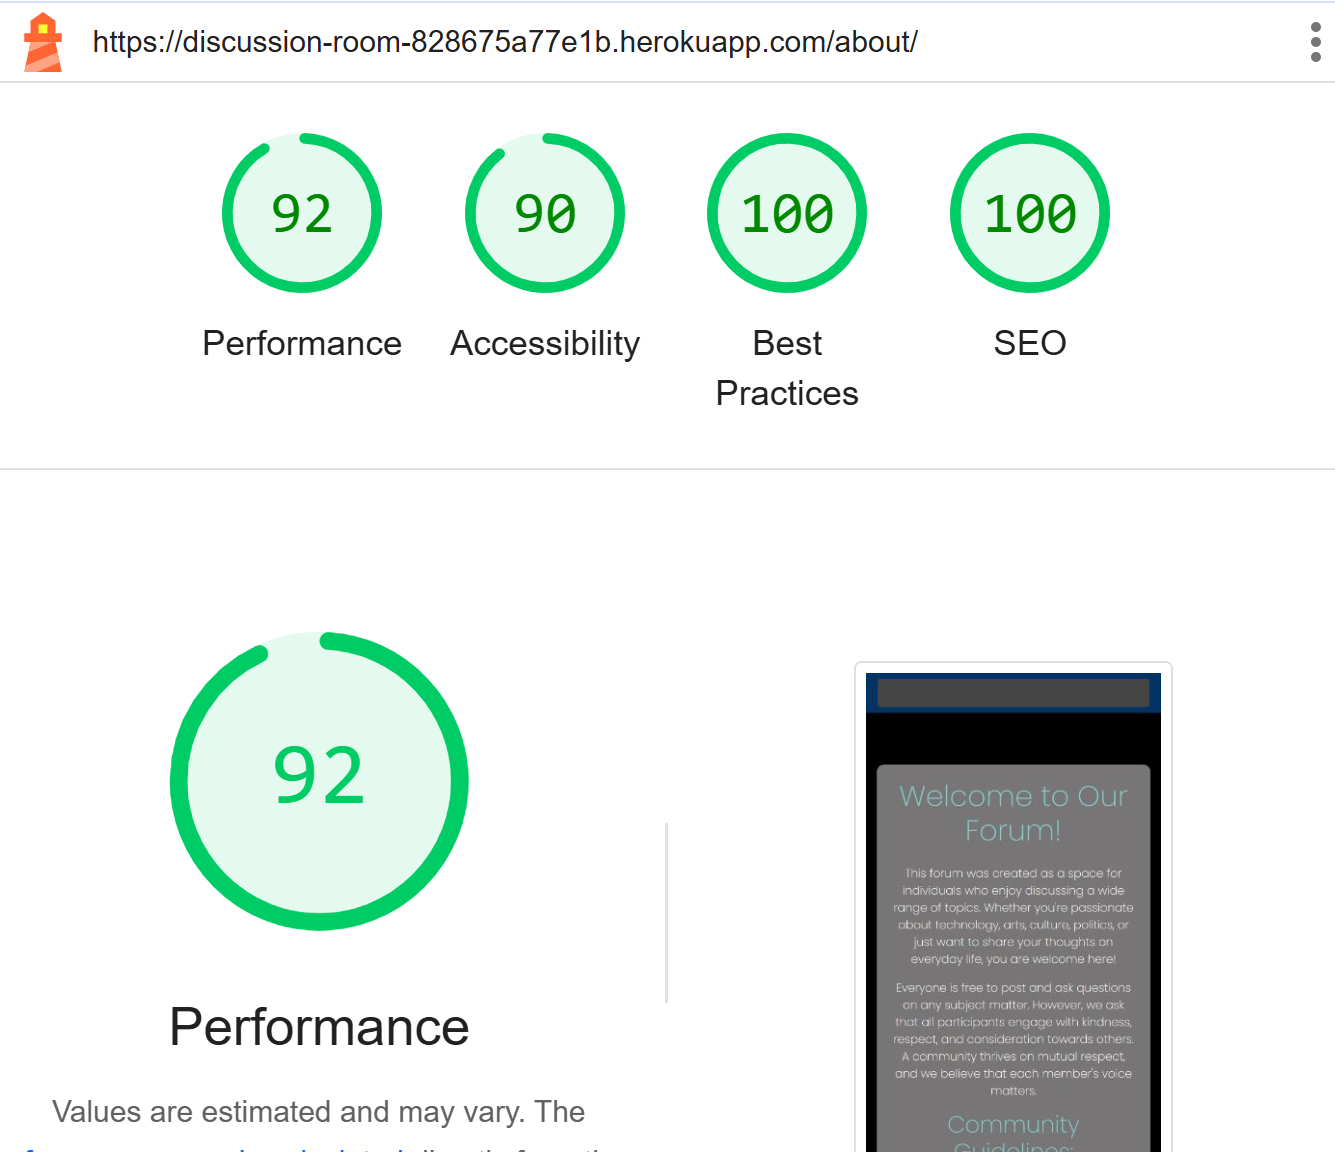 https://discussion-room-828675a77e1b.herokuapp.com/about/
92
90
100
100
Performance
Accessibility
Best
Practices
SEO
92
Performance
Values are estimated and may vary. The
Welcome to Our
Forum!
This forum was created as a space for
individuals who enjoy discussing a wide
range of topics. Whether you're passionate
about technology, arts, culture, politics, or
just want to share your thoughts on
everyday life, you are welcome here!
Everyone is free to post and ask questions
on any subject matter. However, we ask
that all participants engage with kindness,
respect, and consideration towards others.
A community thrives on mutual respect,
and we believe that each member's voice
matters.
Community
Guidelines: